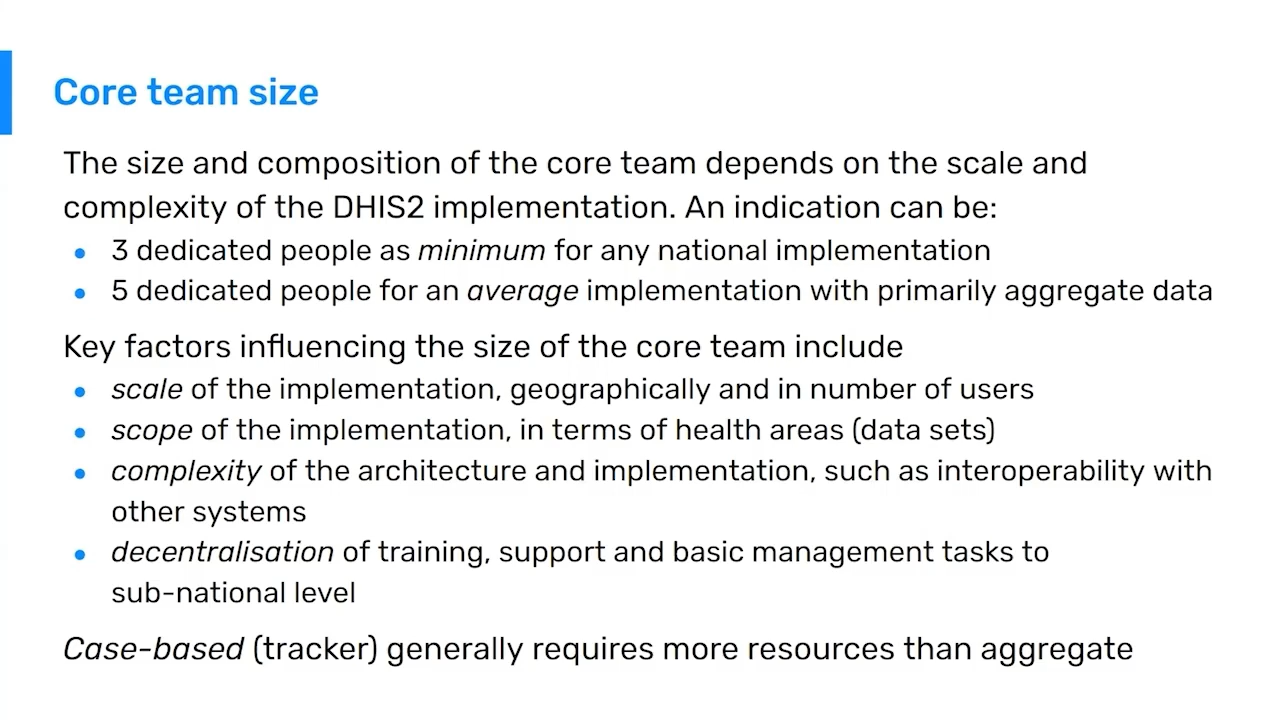 Core team size
The size and composition of the core team depends on the scale and
complexity of the DHIS2 implementation. An indication can be:
• 3 dedicated people as minimum for any national implementation
• 5 dedicated people for an average implementation with primarily aggregate data
Key factors influencing the size of the core team include
• scale of the implementation, geographically and in number of users
• scope of the implementation, in terms of health areas (data sets)
• complexity of the architecture and implementation, such as interoperability with
other systems
• decentralisation of training, support and basic management tasks to
sub-national level
Case-based (tracker) generally requires more resources than aggregate